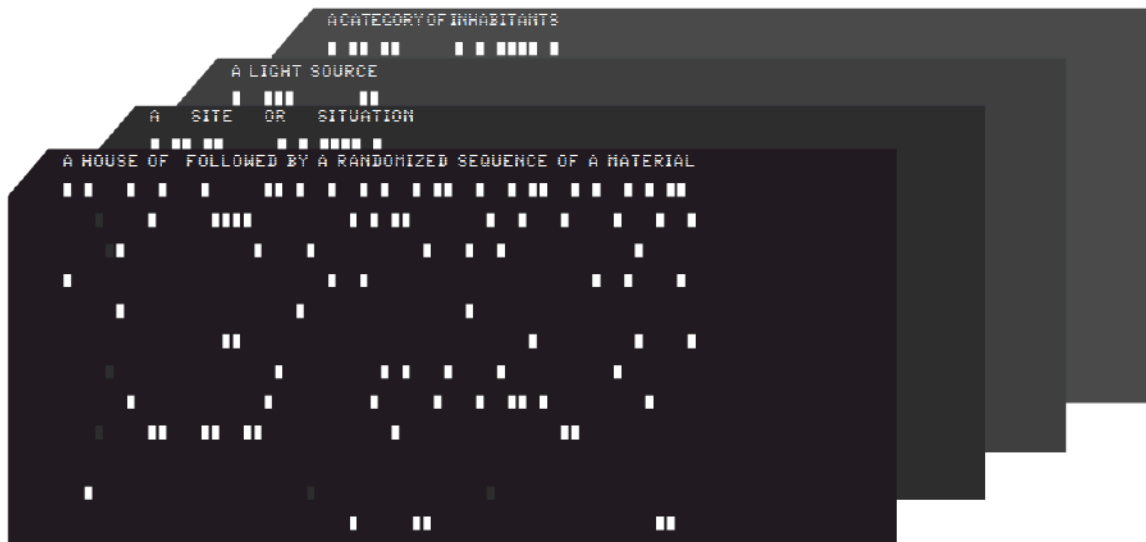 A CATEGORY OF INHABITANTS
A LIGHT SOURCE
A SITE OR SITUATION
A HOUSE OF FOLLOWED BY A RANDOMIZED SEQUENCE OF A MATERIAL